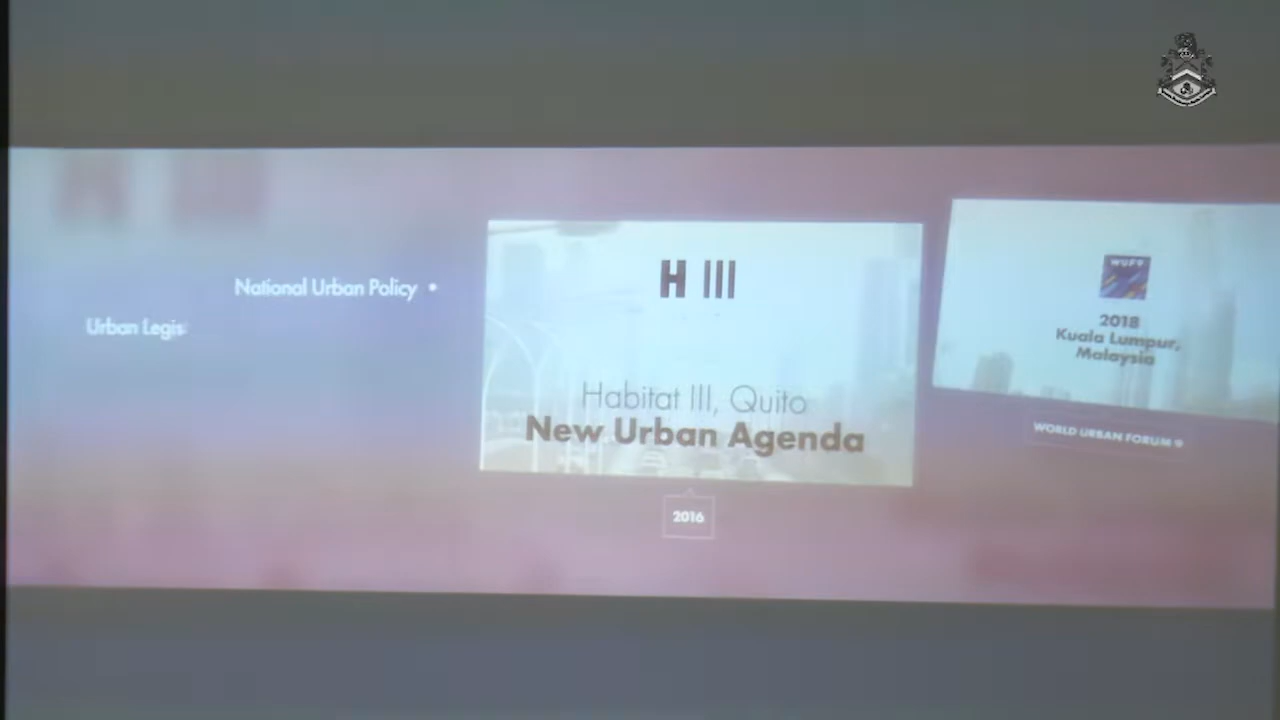 National Urban Policy •
Urban Legis
H III
Habitat III, Quito
New Urban Agenda
2016
WUF9
2018
Kuala Lumpur,
Malaysia
WORLD URBAN FORUM 9